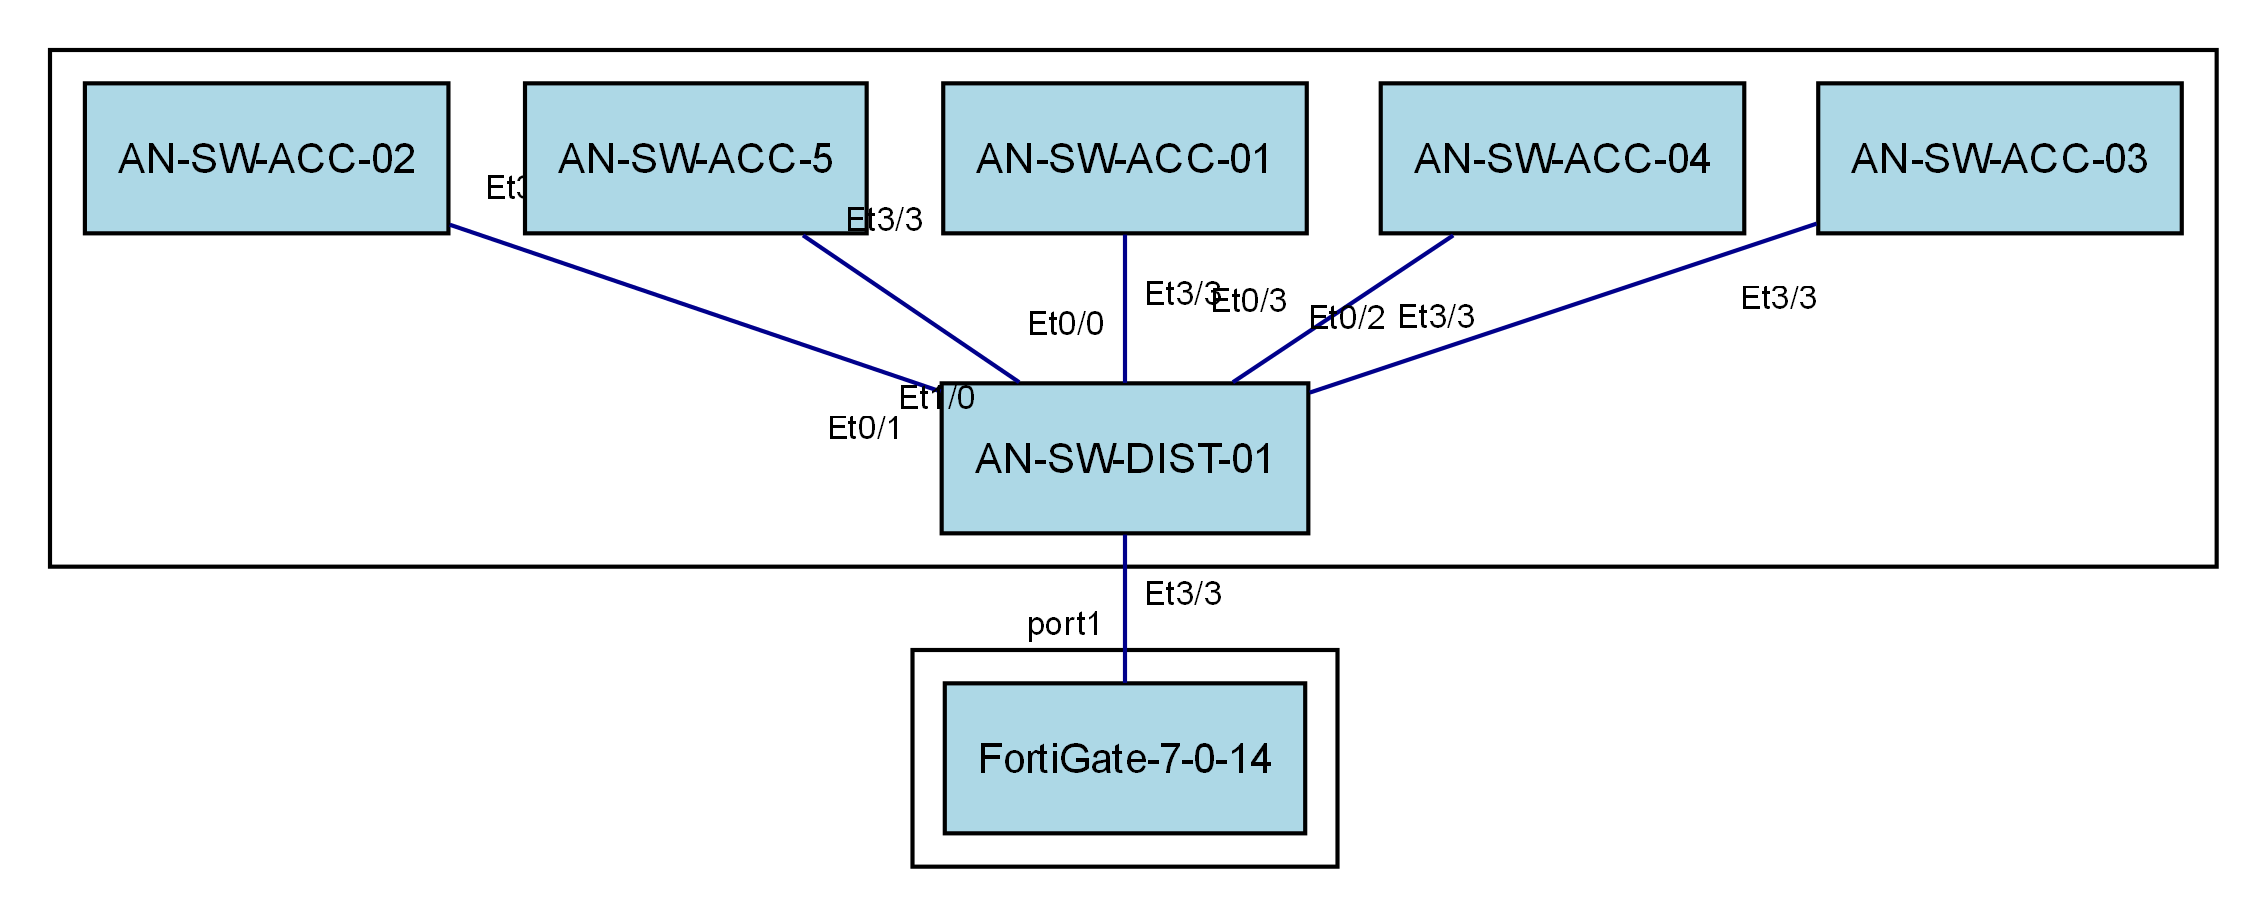 AN-SW-ACC-02
AN-SW-ACC-5
AN-SW-ACC-01
AN-SW-ACC-04
AN-SW-ACC-03
Et3/3
Et3/3
Et0/3
Et3/3
Et0/0
Et0/2
Et3/3
Et1/0
Et0/1
AN-SW-DIST-01
Et3/3
port1
FortiGate-7-0-14